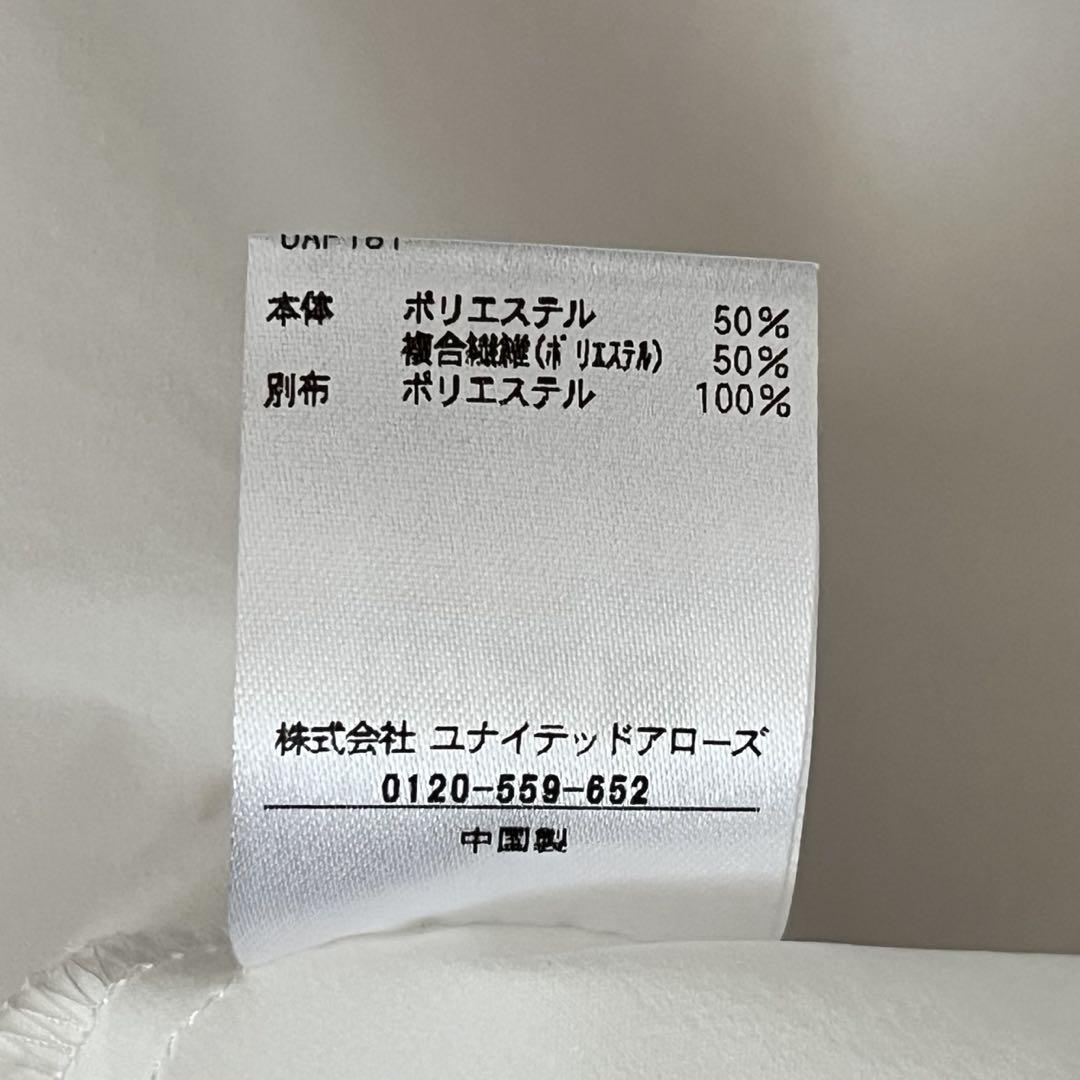 本体 ポリエステル 50%
複合繊維(ポリエステル) 50%
別布 ポリエステル 100%
株式会社 ユナイテッドアローズ
0120-559-652
中国製